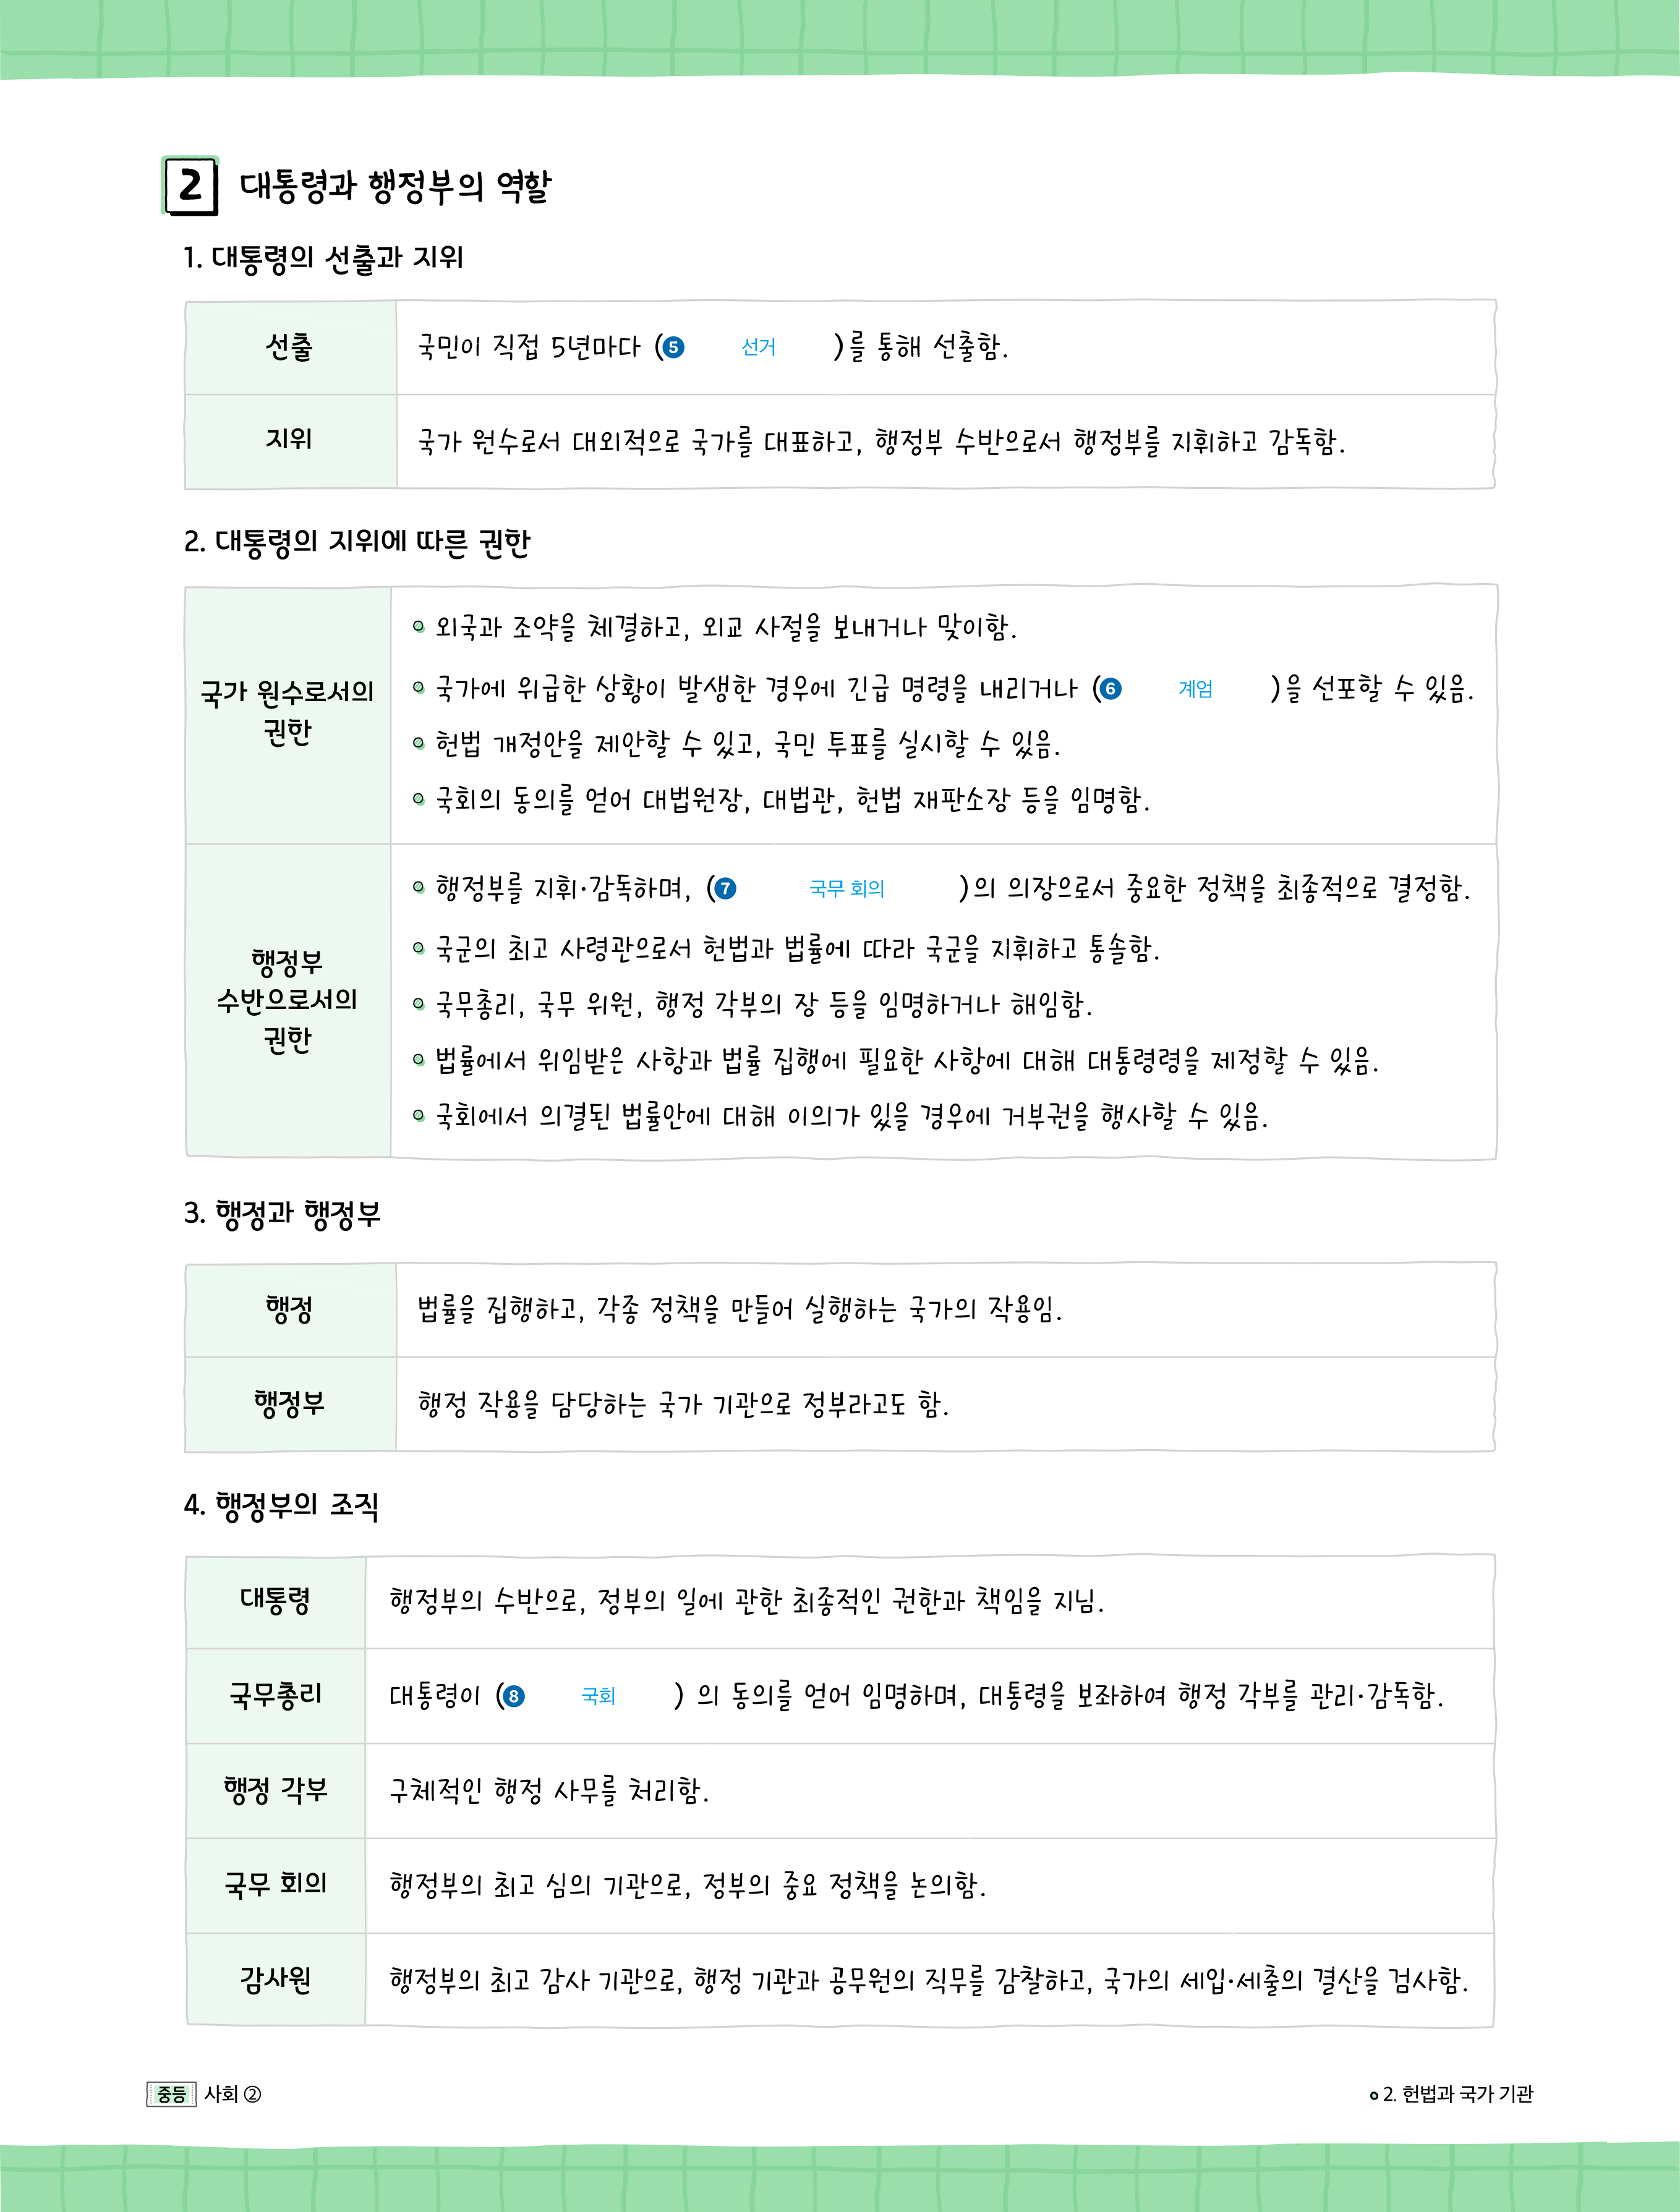 2 대통령과 행정부의 역할
1. 대통령의 선출과 지위
선출
국민이 직접 5년마다 (5 선거 )를 통해 선출함.
지위
국가 원수로서 대외적으로 국가를 대표하고, 행정부 수반으로서 행정부를 지휘하고 감독함.
2. 대통령의 지위에 따른 권한
국가 원수로서의
권한
외국과 조약을 체결하고, 외교 사절을 보내거나 맞이함.
국가에 위급한 상황이 발생한 경우에 긴급 명령을 내리거나 (6 계엄 )을 선포할 수 있음.
헌법 개정안을 제안할 수 있고, 국민 투표를 실시할 수 있음.
국회의 동의를 얻어 대법원장, 대법관, 헌법 재판소장 등을 임명함.
행정부
수반으로서의
권한
행정부를 지휘·감독하며, (7 국무 회의 )의 의장으로서 중요한 정책을 최종적으로 결정함.
국군의 최고 사령관으로서 헌법과 법률에 따라 국군을 지휘하고 통솔함.
국무총리, 국무 위원, 행정 각부의 장 등을 임명하거나 해임함.
법률에서 위임받은 사항과 법률 집행에 필요한 사항에 대해 대통령령을 제정할 수 있음.
국회에서 의결된 법률안에 대해 이의가 있을 경우에 거부권을 행사할 수 있음.
3. 행정과 행정부
행정
법률을 집행하고, 각종 정책을 만들어 실행하는 국가의 작용임.
행정부
행정 작용을 담당하는 국가 기관으로 정부라고도 함.
4. 행정부의 조직
대통령
행정부의 수반으로, 정부의 일에 관한 최종적인 권한과 책임을 지님.
국무총리
대통령이 (8 국회 ) 의 동의를 얻어 임명하며, 대통령을 보좌하여 행정 각부를 관리·감독함.
행정 각부
구체적인 행정 사무를 처리함.
국무 회의
행정부의 최고 심의 기관으로, 정부의 중요 정책을 논의함.
감사원
행정부의 최고 감사 기관으로, 행정 기관과 공무원의 직무를 감찰하고, 국가의 세입·세출의 결산을 검사함.
중등 사회 ②
2. 헌법과 국가 기관